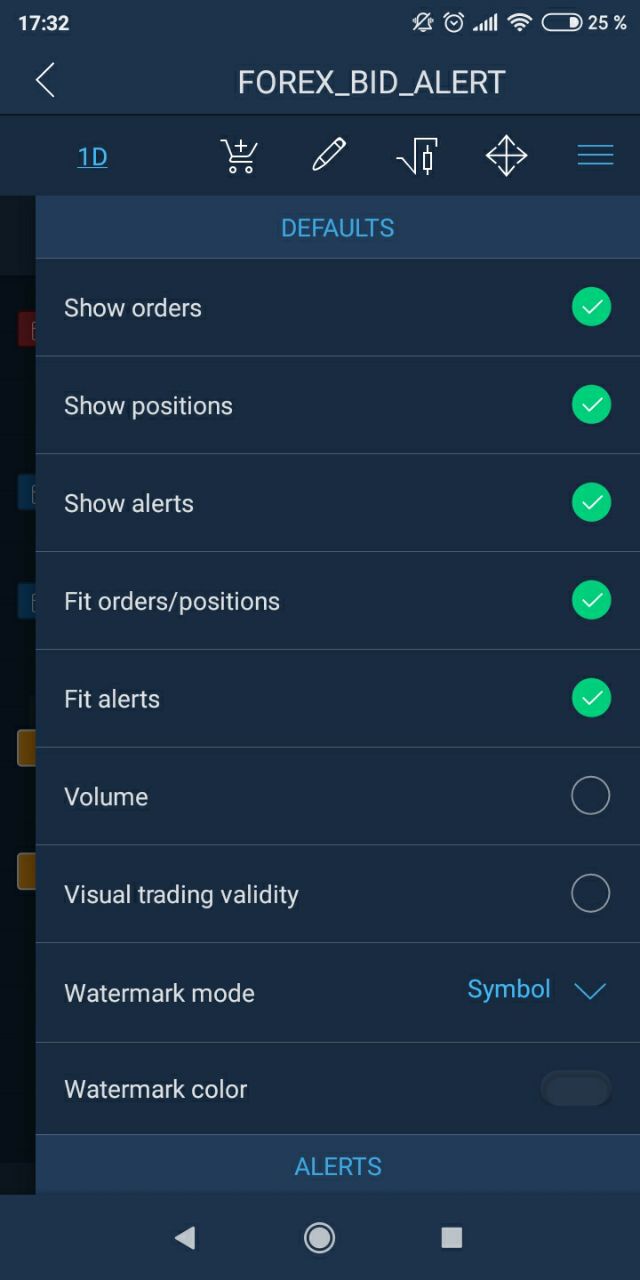 17:32
25 %
FOREX_BID_ALERT
1D
DEFAULTS
Show orders
Show positions
Show alerts
Fit orders/positions
Fit alerts
Volume
Visual trading validity
Watermark mode Symbol
Watermark color
ALERTS